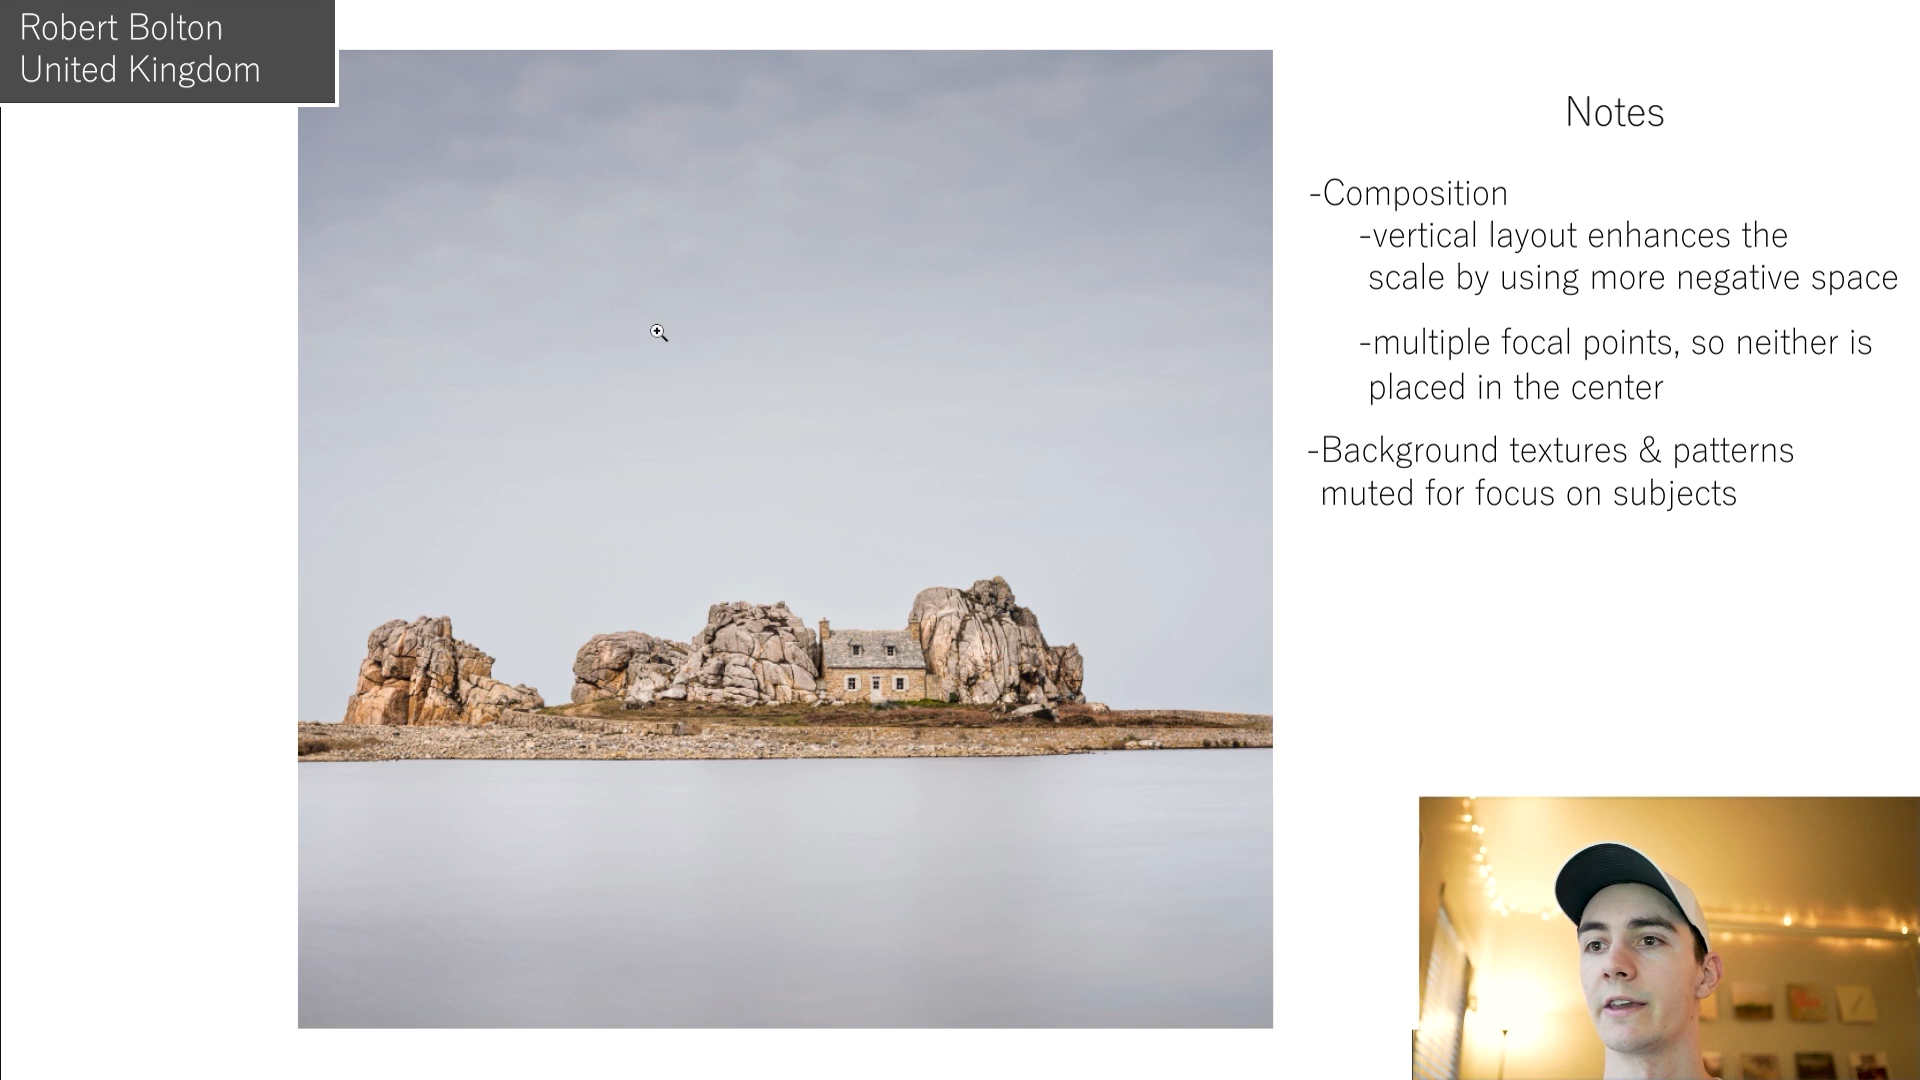 Robert Bolton
United Kingdom
Notes
-Composition
-vertical layout enhances the
scale by using more negative space
-multiple focal points, so neither is
placed in the center
-Background textures & patterns
muted for focus on subjects